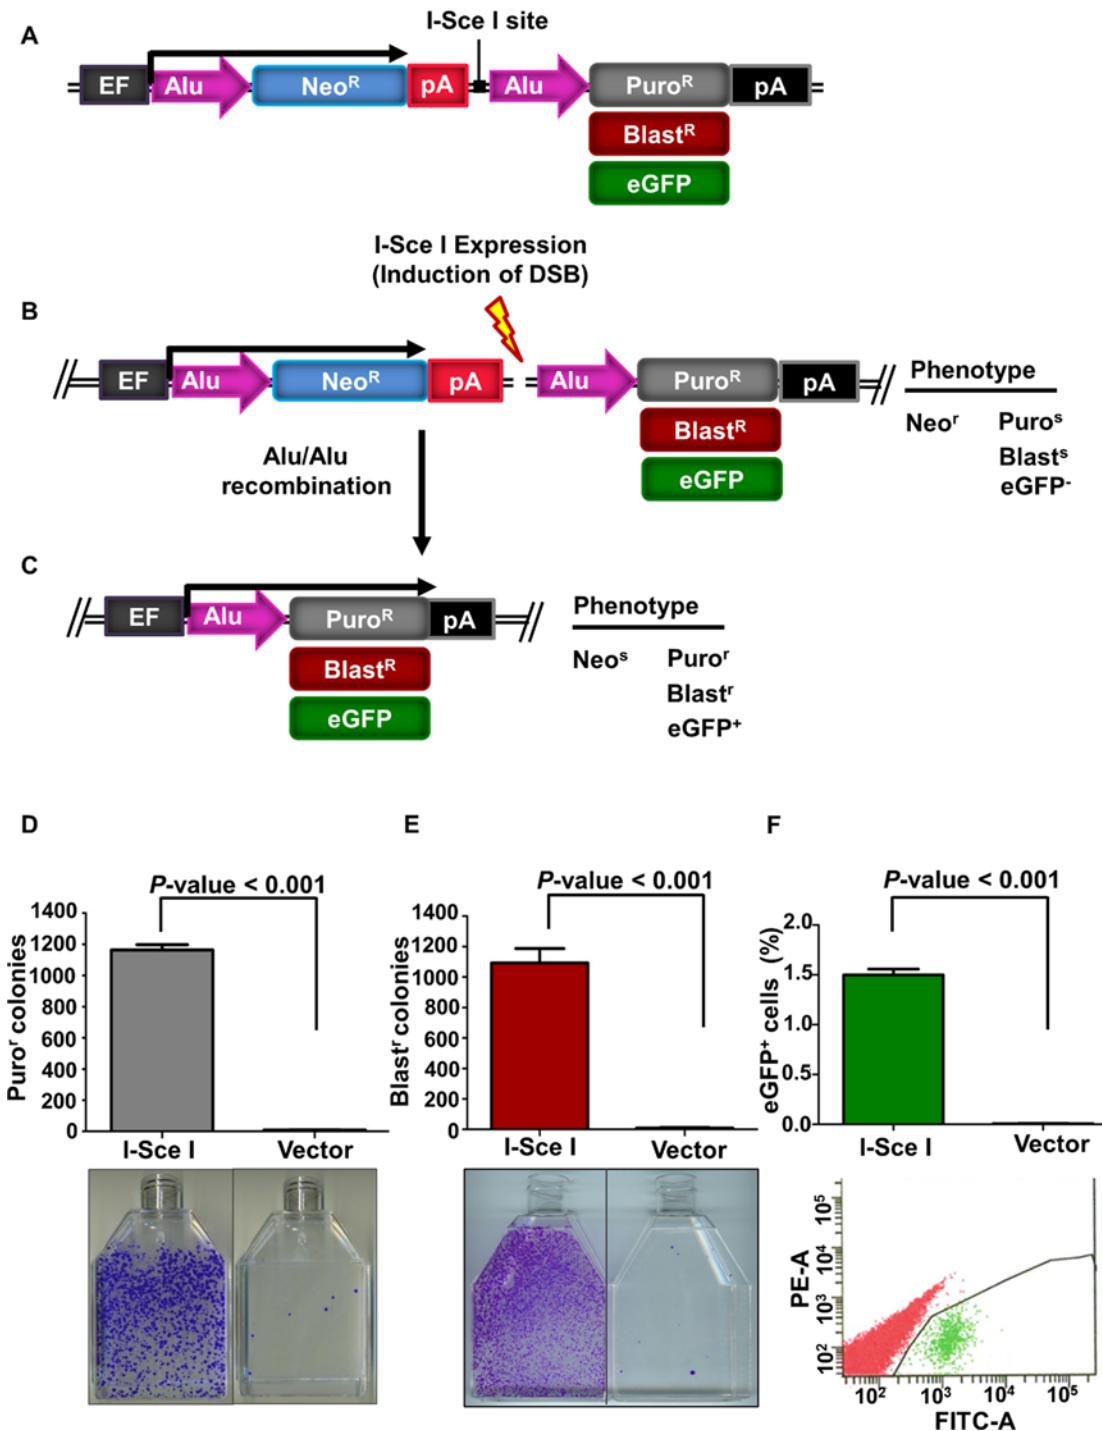 A
I-Sce I site
EF Alu Neoᴿ pA Alu Puroᴿ pA
Blastᴿ
eGFP
I-Sce I Expression
(Induction of DSB)
B
EF Alu Neoᴿ pA Alu Puroᴿ pA
Blastᴿ
eGFP
Phenotype
Neoʳ Puroˢ
Blastˢ
eGFP⁻
Alu/Alu
recombination
C
EF Alu Puroᴿ pA
Blastᴿ
eGFP
Phenotype
Neoˢ Puroʳ
Blastʳ
eGFP⁺
D
P-value < 0.001
Puroʳ colonies
1400
1200
1000
800
600
400
200
0
I-Sce I Vector
E
P-value < 0.001
Blastʳ colonies
1400
1200
1000
800
600
400
200
0
I-Sce I Vector
F
P-value < 0.001
eGFP⁺ cells (%)
2.0
1.5
1.0
0.5
0.0
I-Sce I Vector
PE-A
10⁵
10⁴
10³
10²
10² 10³ 10⁴ 10⁵
FITC-A